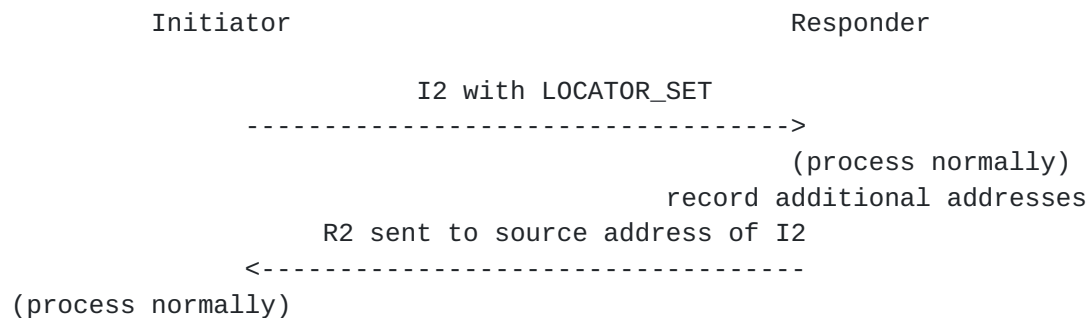 Initiator Responder
I2 with LOCATOR_SET
----------------------------------->
(process normally)
record additional addresses
R2 sent to source address of I2
<-----------------------------------
(process normally)